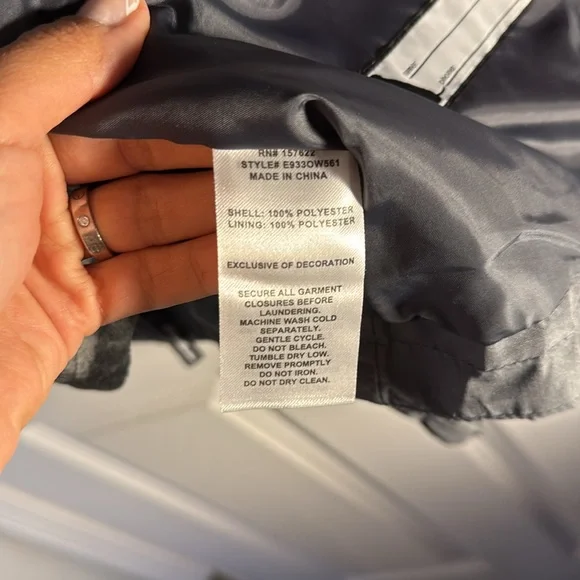 RN# 157622
STYLE# E933OW561
MADE IN CHINA
SHELL: 100% POLYESTER
LINING: 100% POLYESTER
EXCLUSIVE OF DECORATION
SECURE ALL GARMENT
CLOSURES BEFORE
LAUNDERING.
MACHINE WASH COLD
SEPARATELY.
GENTLE CYCLE.
DO NOT BLEACH.
TUMBLE DRY LOW.
REMOVE PROMPTLY
DO NOT IRON.
DO NOT DRY CLEAN.
phone: